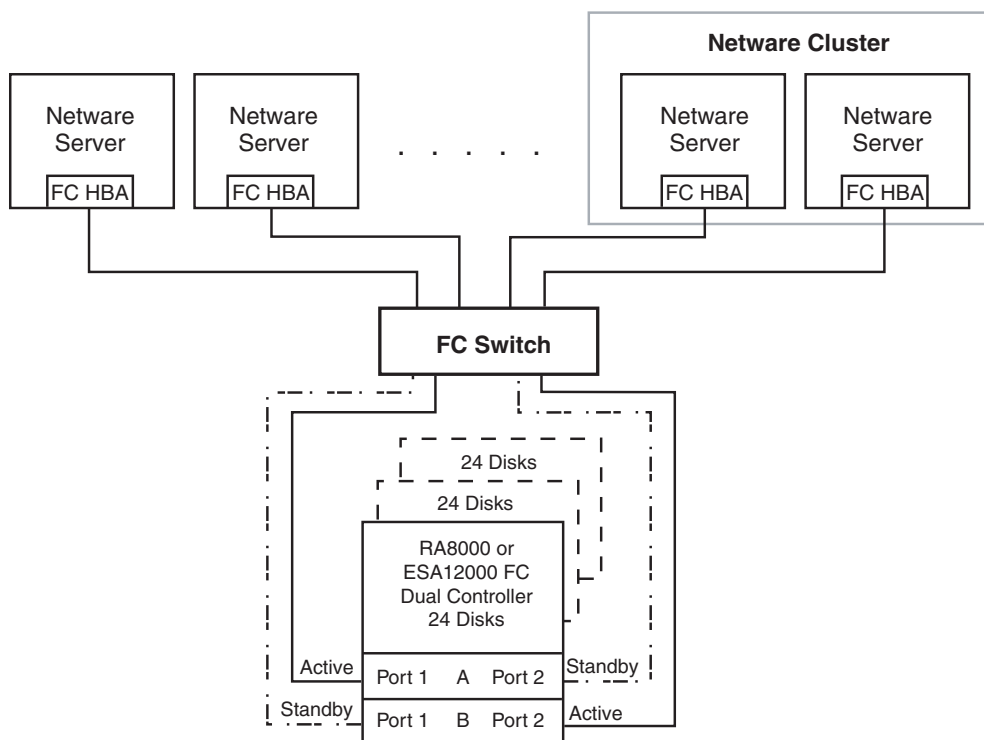 Netware Cluster
Netware
Server
FC HBA
Netware
Server
FC HBA
. . . . .
Netware
Server
FC HBA
Netware
Server
FC HBA
FC Switch
24 Disks
24 Disks
RA8000 or
ESA12000 FC
Dual Controller
24 Disks
Active
Port 1 A Port 2
Standby
Standby
Port 1 B Port 2
Active